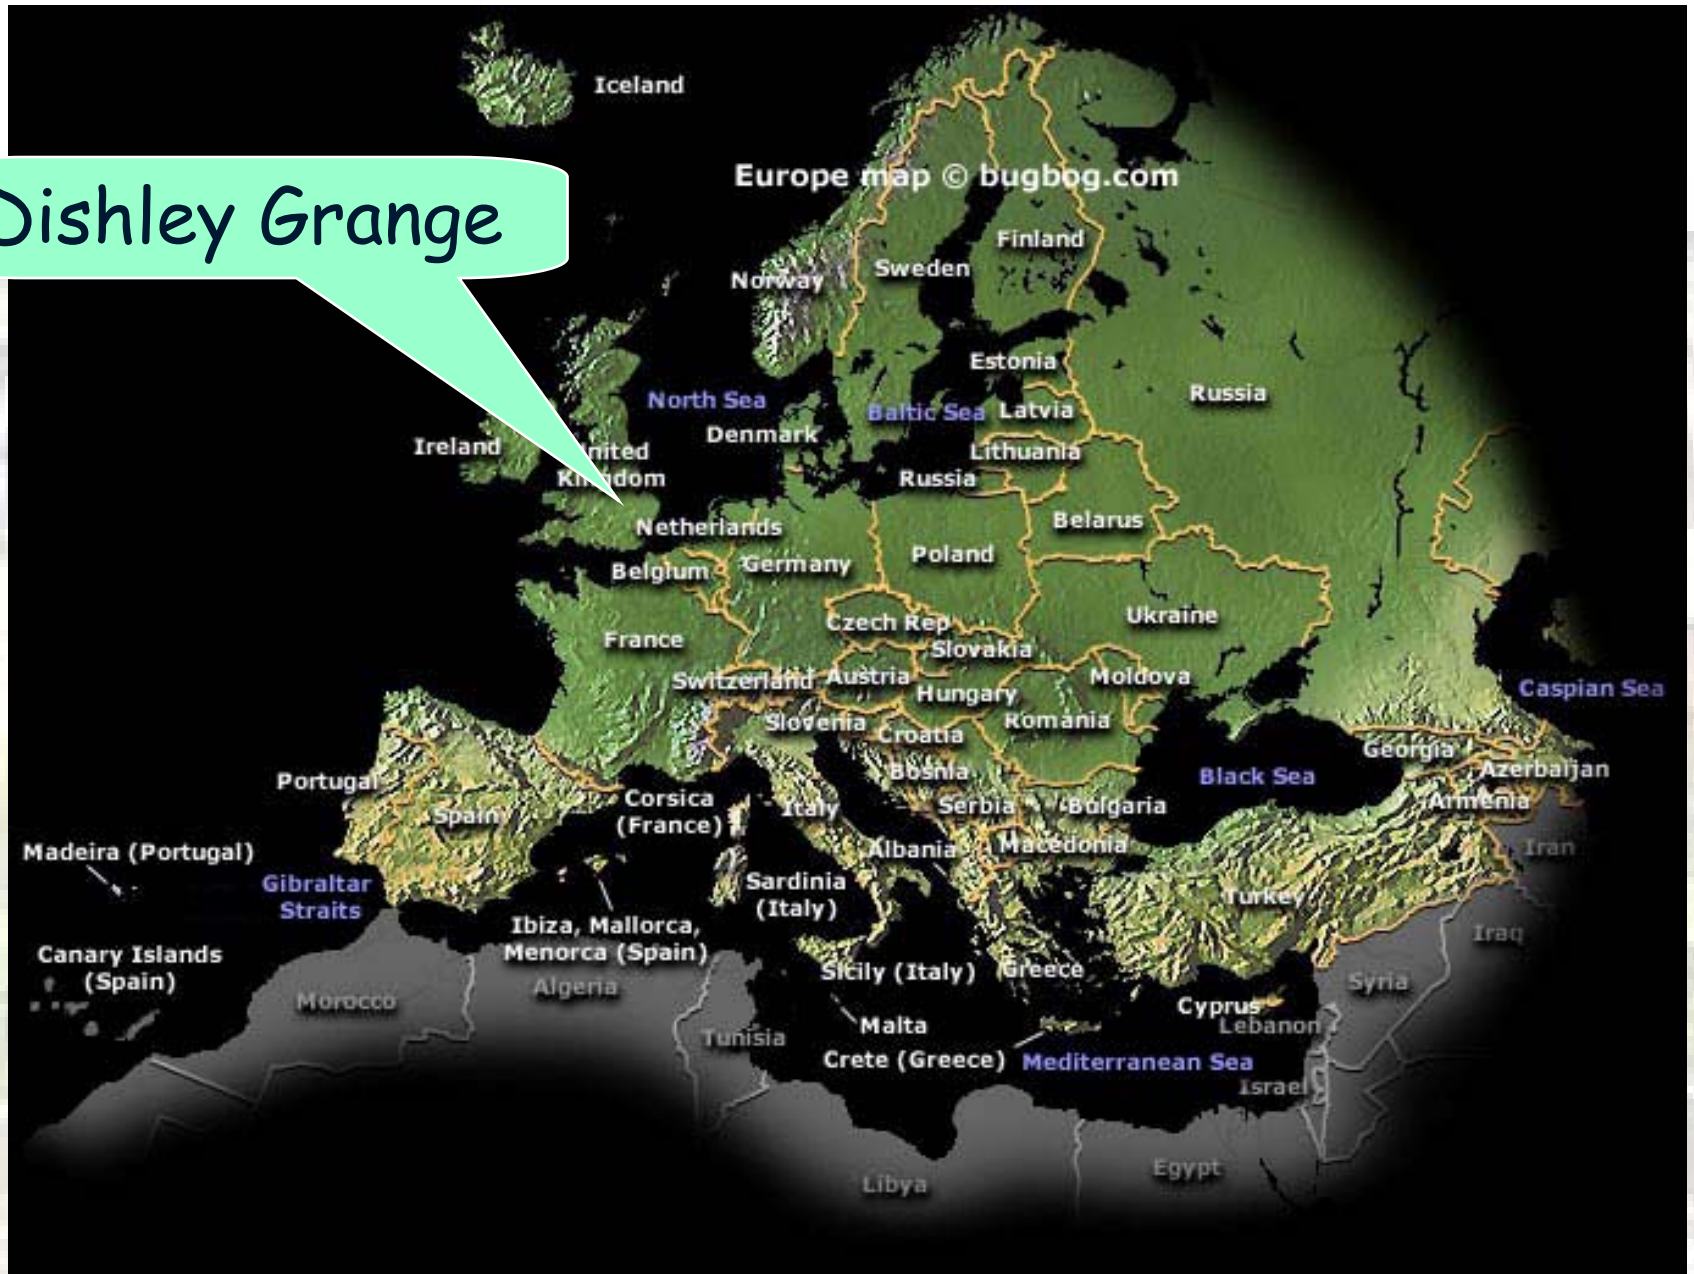 Iceland
Europe map © bugbog.com
Dishley Grange
Finland
Sweden
Norway
Estonia
Russia
North Sea
Baltic Sea
Latvia
Denmark
Ireland
United
Kingdom
Lithuania
Russia
Belarus
Netherlands
Poland
Germany
Belgium
Ukraine
Czech Rep
France
Slovakia
Switzerland
Austria
Moldova
Hungary
Caspian Sea
Slovenia
Romania
Croatia
Georgia
Bosnia
Azerbaijan
Black Sea
Portugal
Corsica
(France)
Italy
Serbia
Bulgaria
Armenia
Spain
Madeira (Portugal)
Albania
Macedonia
Iran
Gibraltar
Straits
Sardinia
(Italy)
Turkey
Ibiza, Mallorca,
Menorca (Spain)
Iraq
Canary Islands
(Spain)
Sicily (Italy)
Greece
Syria
Algeria
Morocco
Cyprus
Lebanon
Malta
Tunisia
Crete (Greece)
Mediterranean Sea
Israel
Egypt
Libya